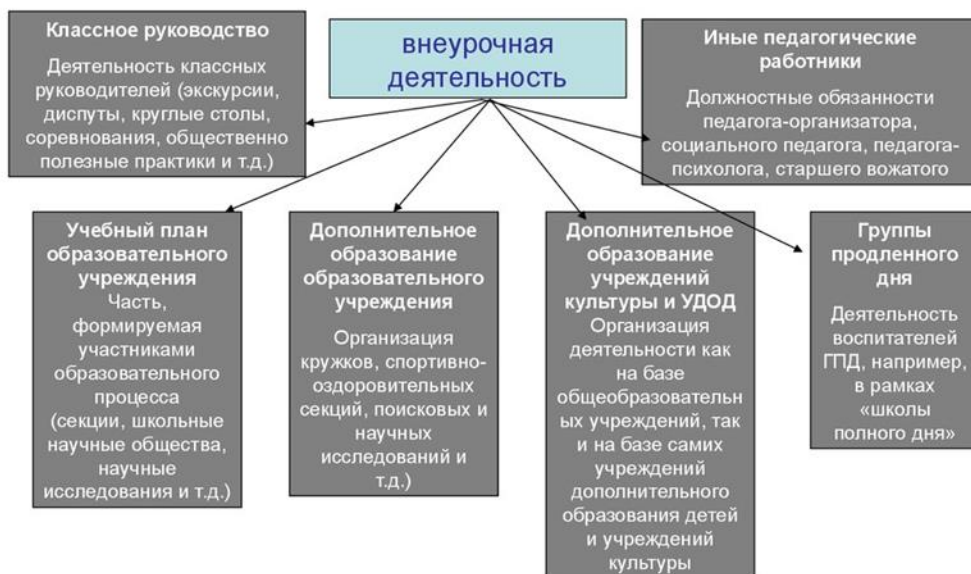 Классное руководство
Деятельность классных
руководителей (экскурсии,
диспуты, круглые столы,
соревнования, общественно
полезные практики и т.д.)
внеурочная
деятельность
Иные педагогические
работники
Должностные обязанности
педагога-организатора,
социального педагога, педагога-
психолога, старшего вожатого
Учебный план
образовательного
учреждения
Часть,
формируемая
участниками
образовательного
процесса
(секции, школьные
научные общества,
научные
исследования и т.д.)
Дополнительное
образование
образовательного
учреждения
Организация
кружков, спортивно-
оздоровительных
секций, поисковых и
научных
исследований и
т.д.)
Дополнительное
образование
учреждений
культуры и УДОД
Организация
деятельности как
на базе
общеобразователь
ных учреждений, так
и на базе самих
учреждений
дополнительного
образования детей
и учреждений
культуры
Группы
продленного
дня
Деятельность
воспитателей
ГПД, например,
в рамках
«школы
полного дня»